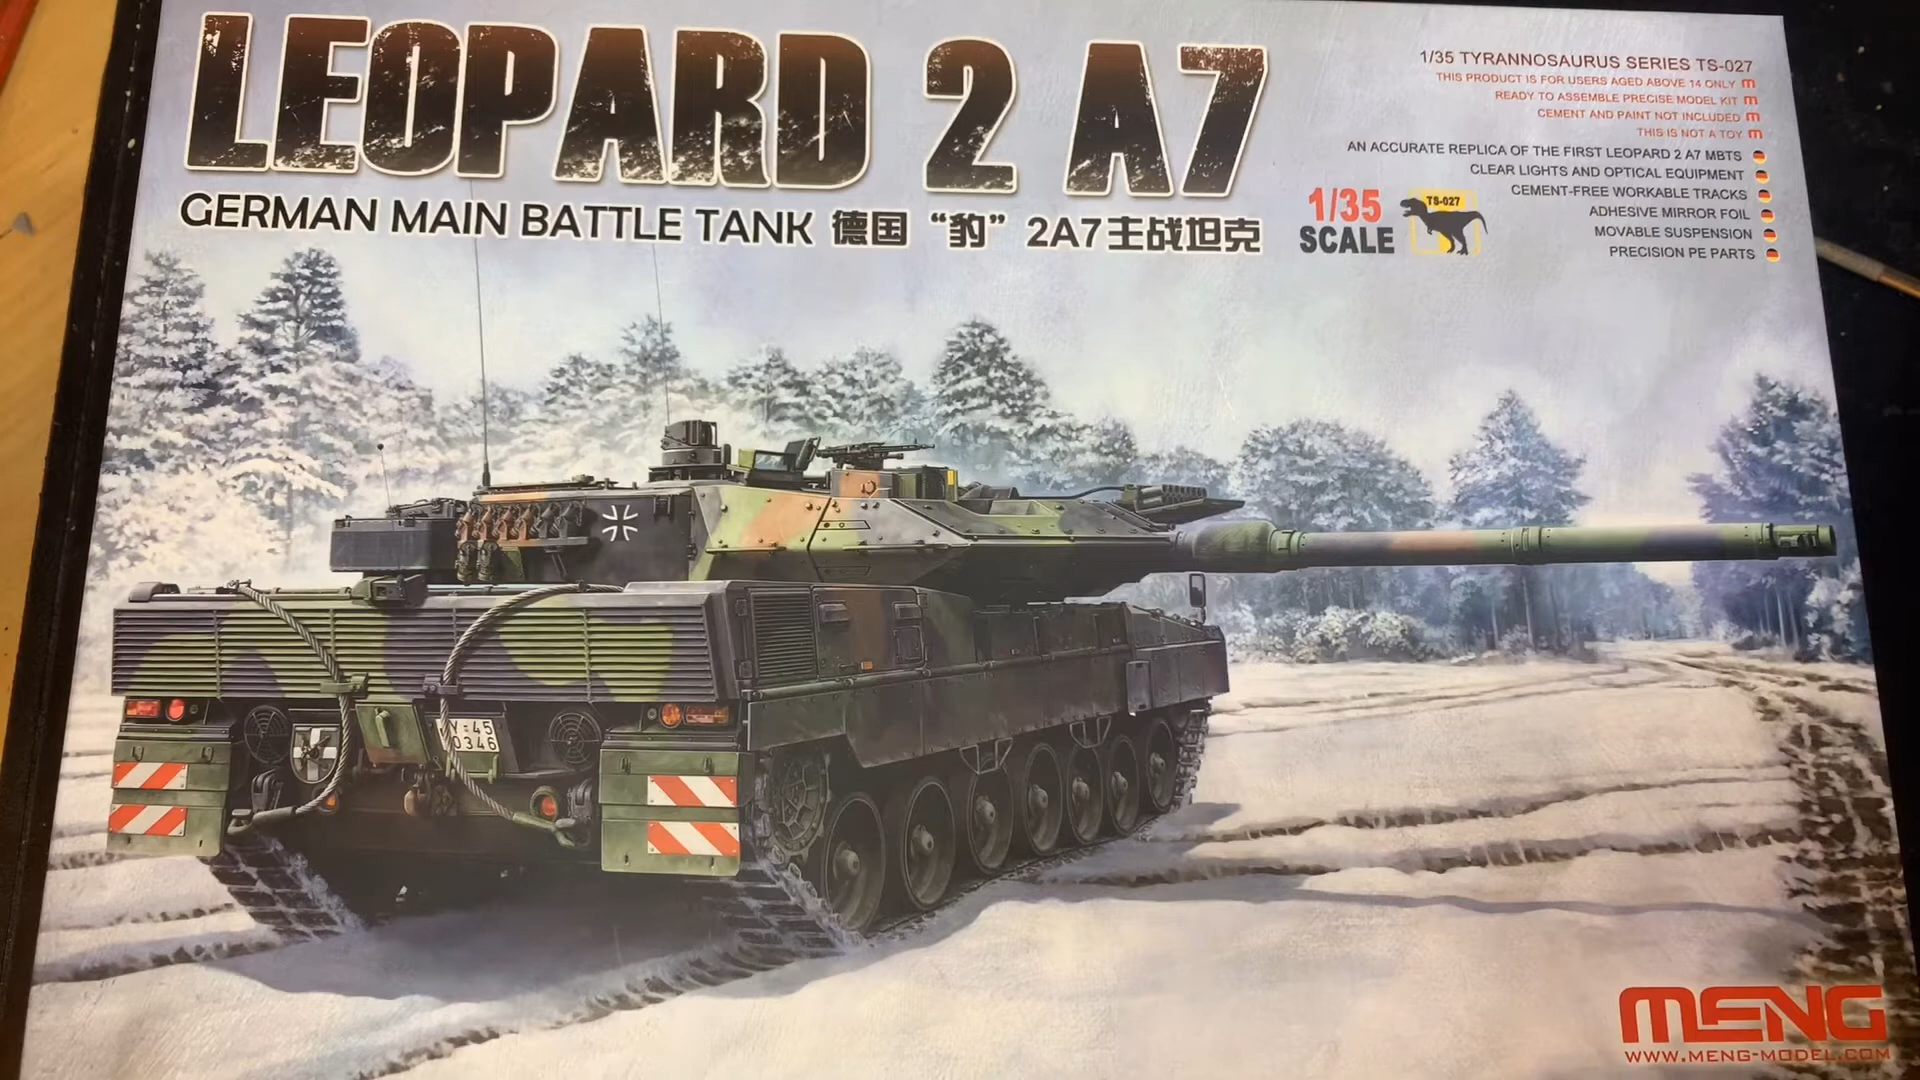 LEOPARD 2 A7
GERMAN MAIN BATTLE TANK 德国“豹”2A7主战坦克
1/35 TYRANNOSAURUS SERIES TS-027
THIS PRODUCT IS FOR USERS AGED ABOVE 14 ONLY
READY TO ASSEMBLE PRECISE MODEL KIT
CEMENT AND PAINT NOT INCLUDED
THIS IS NOT A TOY
AN ACCURATE REPLICA OF THE FIRST LEOPARD 2 A7 MBTS
CLEAR LIGHTS AND OPTICAL EQUIPMENT
CEMENT-FREE WORKABLE TRACKS
ADHESIVE MIRROR FOIL
MOVABLE SUSPENSION
PRECISION PE PARTS
1/35
SCALE
TS-027
Y-45
0346
MENG
WWW.MENG-MODEL.COM